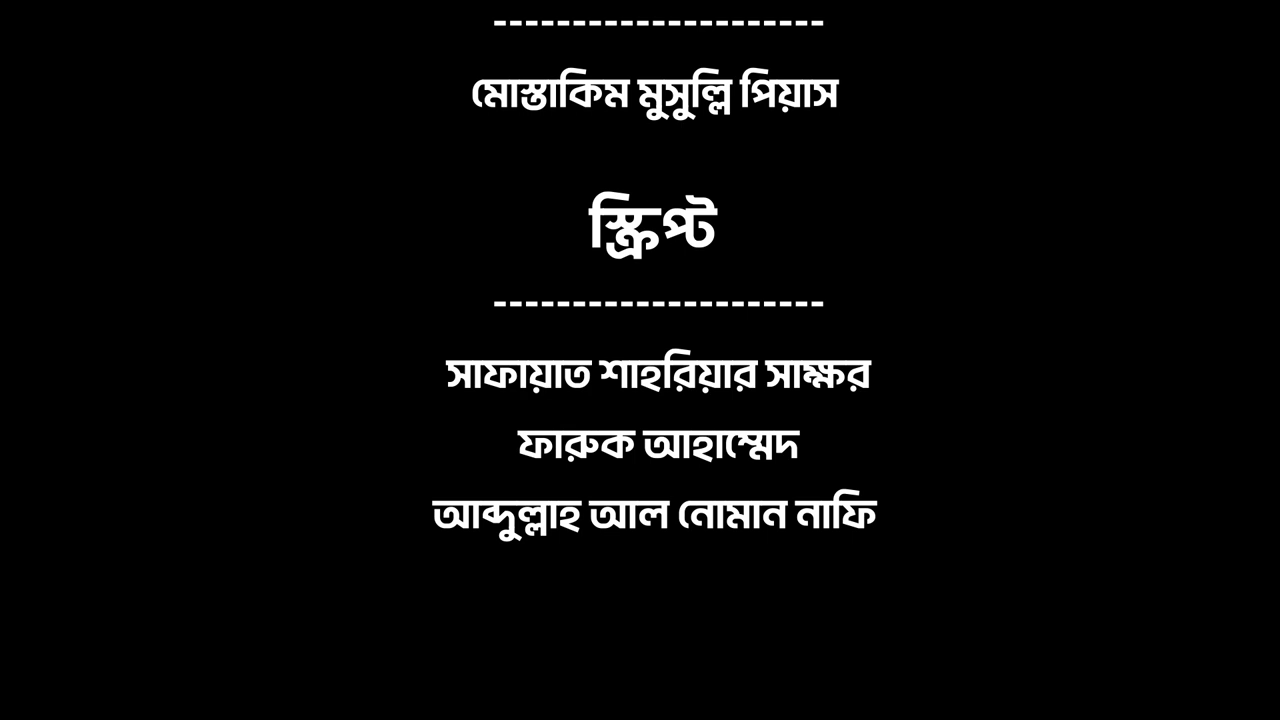 ---------------------
মোস্তাকিম মুসুল্লি পিয়াস
স্ক্রিপ্ট
---------------------
সাফায়াত শাহরিয়ার সাক্ষর
ফারুক আহাম্মেদ
আব্দুল্লাহ আল নোমান নাফি